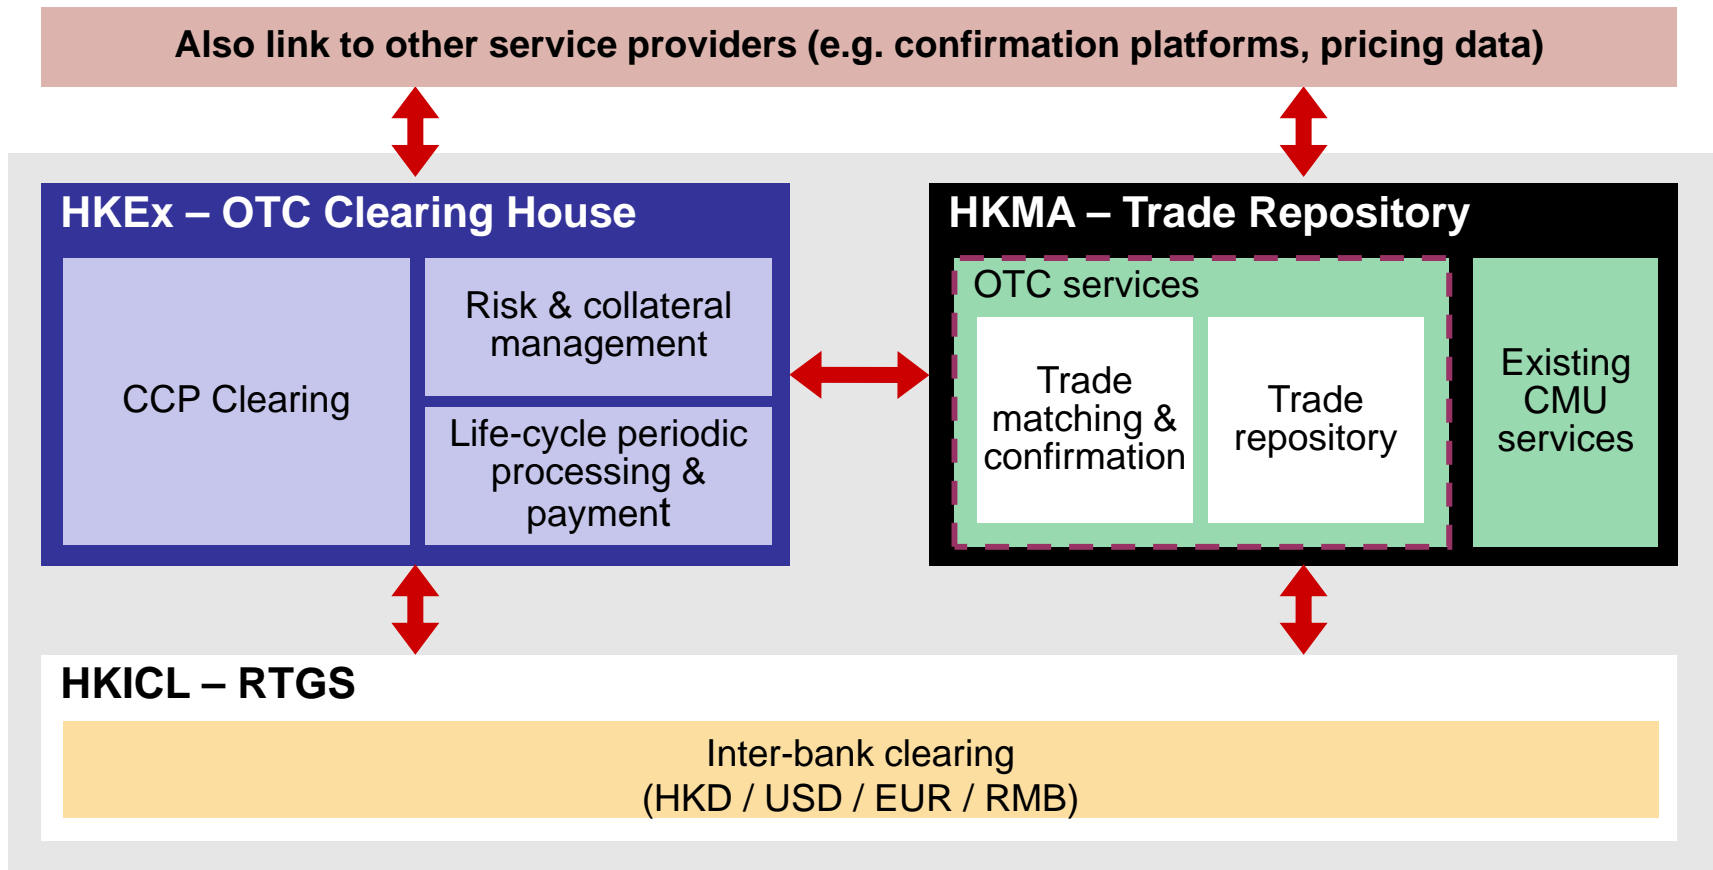 Also link to other service providers (e.g. confirmation platforms, pricing data)
HKEx – OTC Clearing House
CCP Clearing
Risk & collateral
management
Life-cycle periodic
processing &
payment
HKMA – Trade Repository
OTC services
Trade
matching &
confirmation
Trade
repository
Existing
CMU
services
HKICL – RTGS
Inter-bank clearing
(HKD / USD / EUR / RMB)